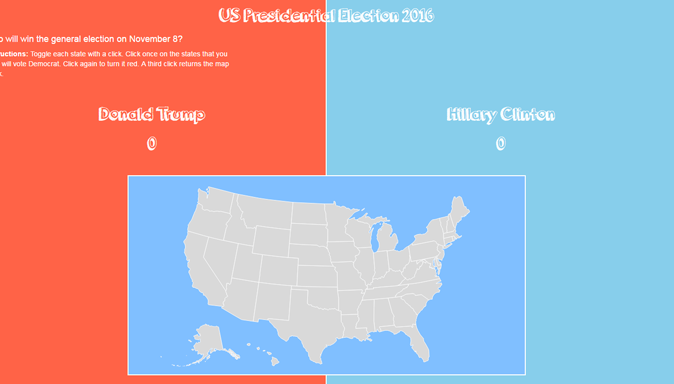 US Presidential Election 2016
will win the general election on November 8?
Toggle each state with a click. Click once on the states that you
will vote Democrat. Click again to turn it red. A third click returns the map
Donald Trump
Hillary Clinton
0
0